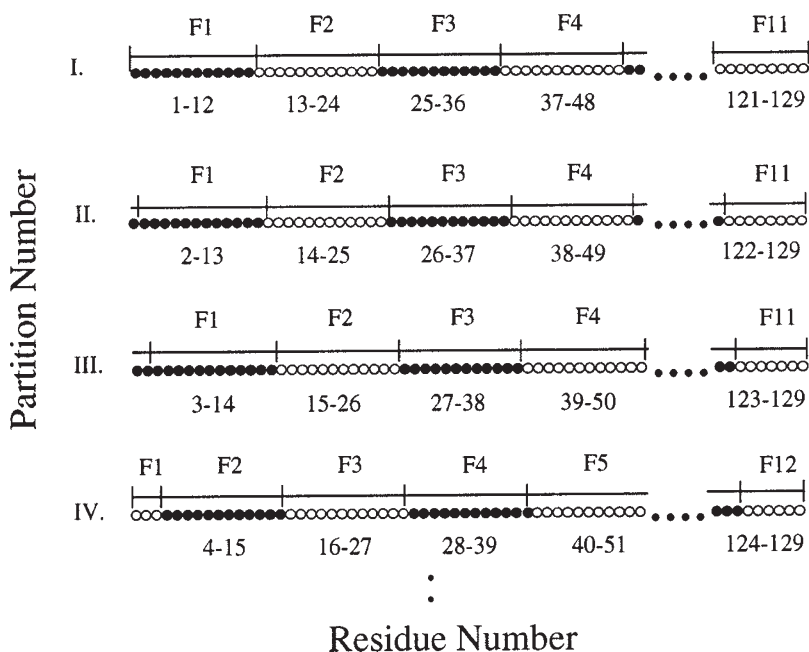 F1 F2 F3 F4 F11
I.
1-12 13-24 25-36 37-48 121-129
F1 F2 F3 F4 F11
II.
2-13 14-25 26-37 38-49 122-129
F1 F2 F3 F4 F11
III.
3-14 15-26 27-38 39-50 123-129
F1 F2 F3 F4 F5 F12
IV.
4-15 16-27 28-39 40-51 124-129
Partition Number
Residue Number